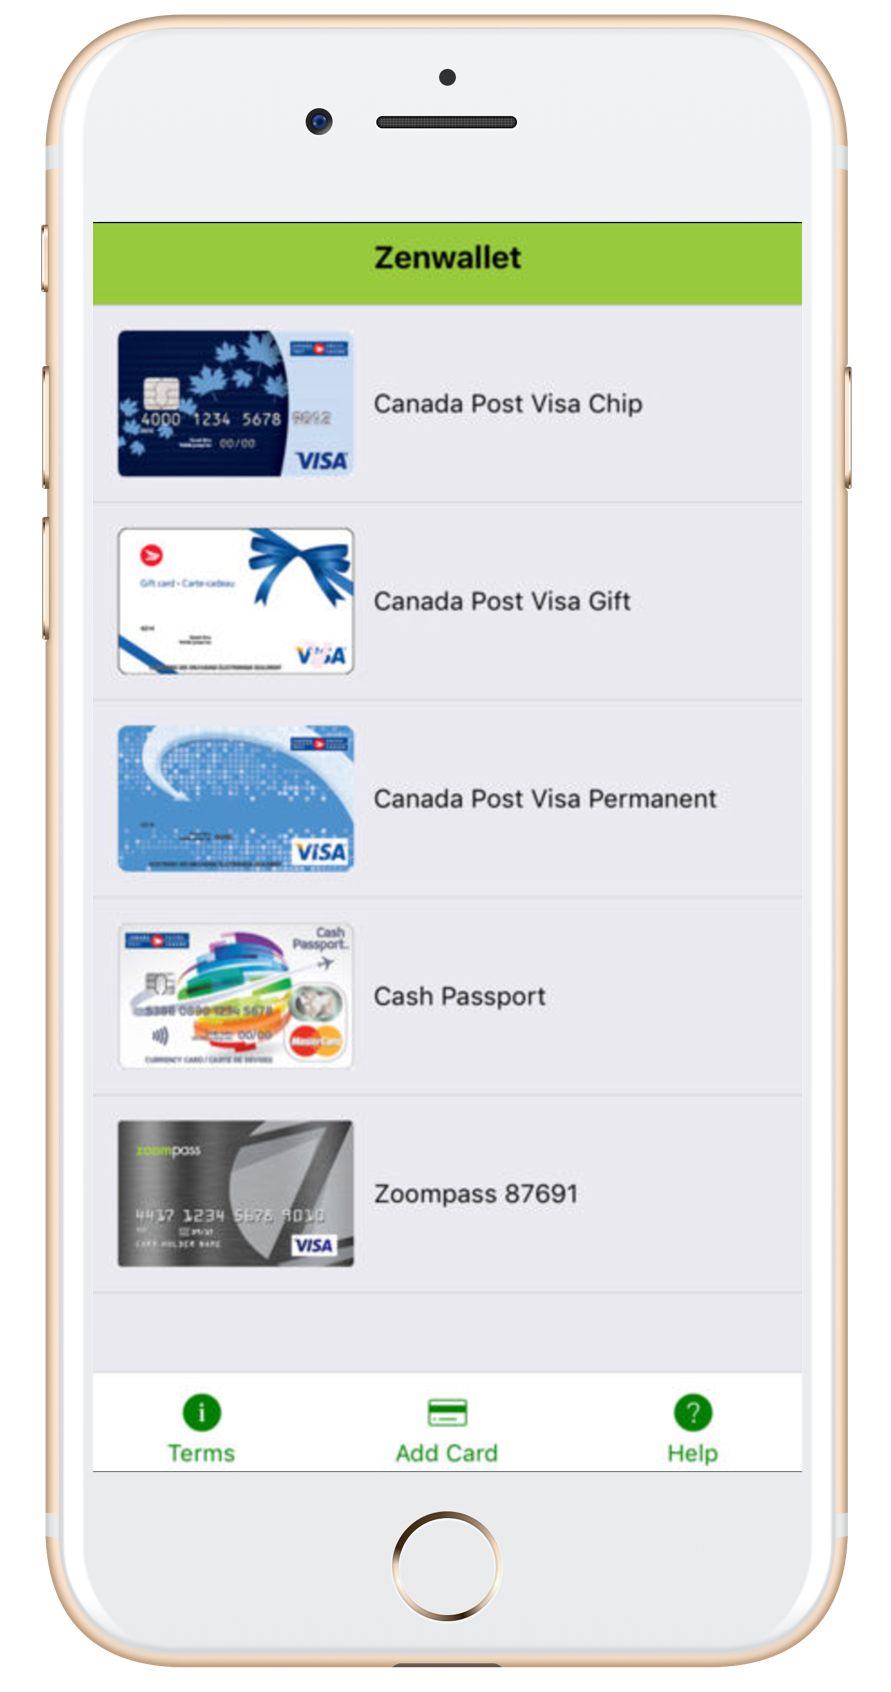 Zenwallet
4000 1234 5678 9012
00/00
VISA
Canada Post Visa Chip
Gift card • Carte-cadeau
VISA
Canada Post Visa Gift
VISA
Canada Post Visa Permanent
Cash
Passport
5388 0890 1234 5678
00/00
MasterCard
CURRENCY CARD / CARTE DE DEVISES
Cash Passport
zoompass
4417 1234 5678 9010
CARD HOLDER NAME
VISA
Zoompass 87691
Terms
Add Card
Help